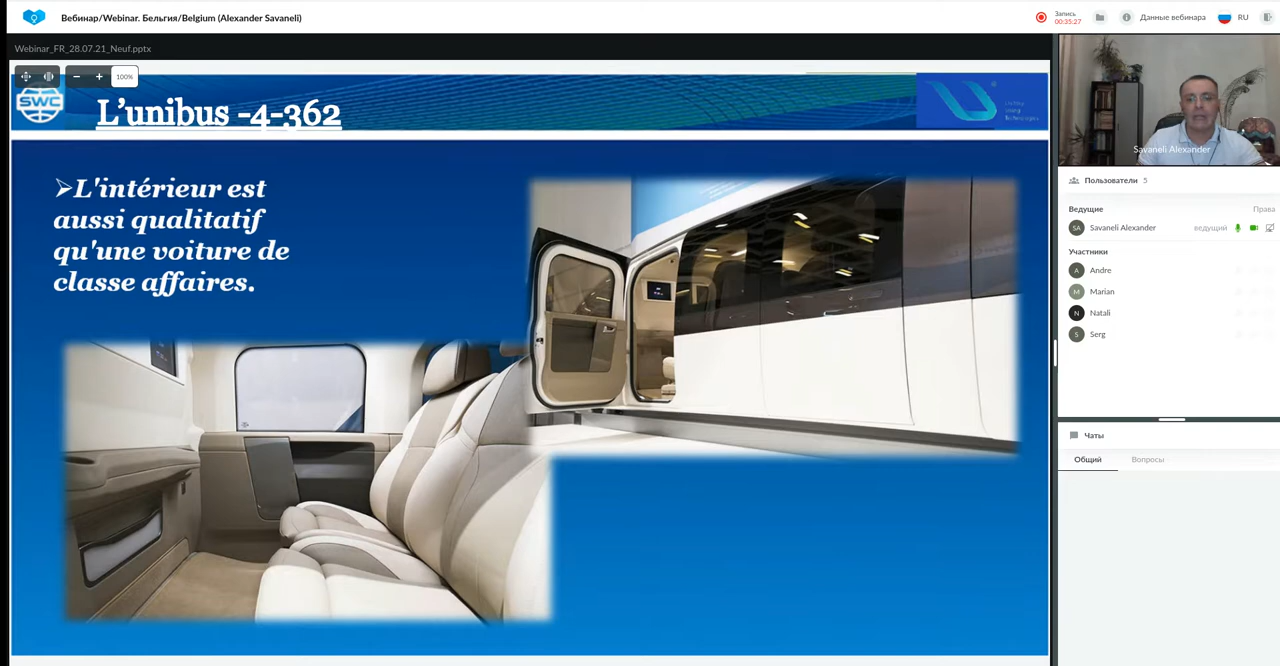 Вебинар/Webinar. Бельгия/Belgium (Alexander Savaneli)
Запись
00:35:27
Данные вебинара
RU
Webinar_FR_28.07.21_Neuf.pptx
100%
SWC
L'unibus -4-362
➢L'intérieur est
aussi qualitatif
qu'une voiture de
classe affaires.
Savaneli Alexander
Пользователи 5
Ведущие
Права
SA
Savaneli Alexander
ведущий
Участники
A
Andre
M
Marian
N
Natali
S
Serg
Чаты
Общий
Вопросы